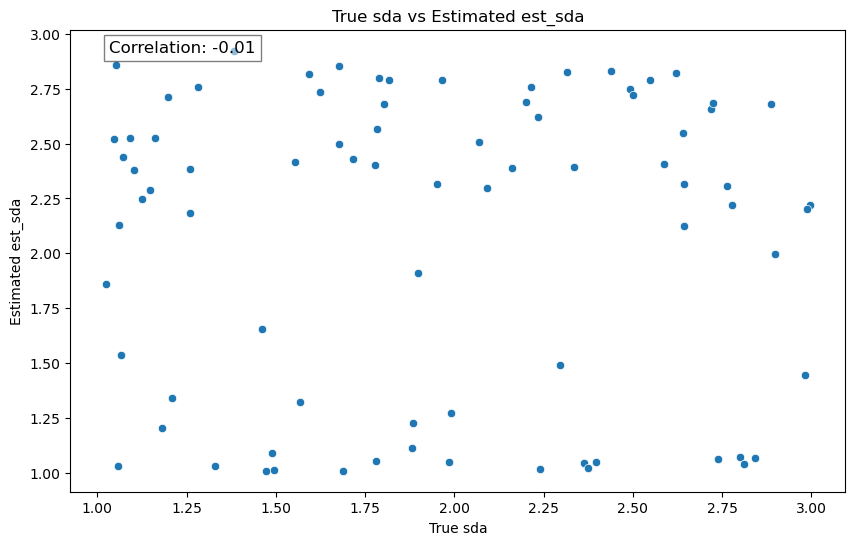 True sda vs Estimated est_sda
Correlation: -0.01
3.00
2.75
2.50
2.25
2.00
1.75
1.50
1.25
1.00
Estimated est_sda
1.00 1.25 1.50 1.75 2.00 2.25 2.50 2.75 3.00
True sda